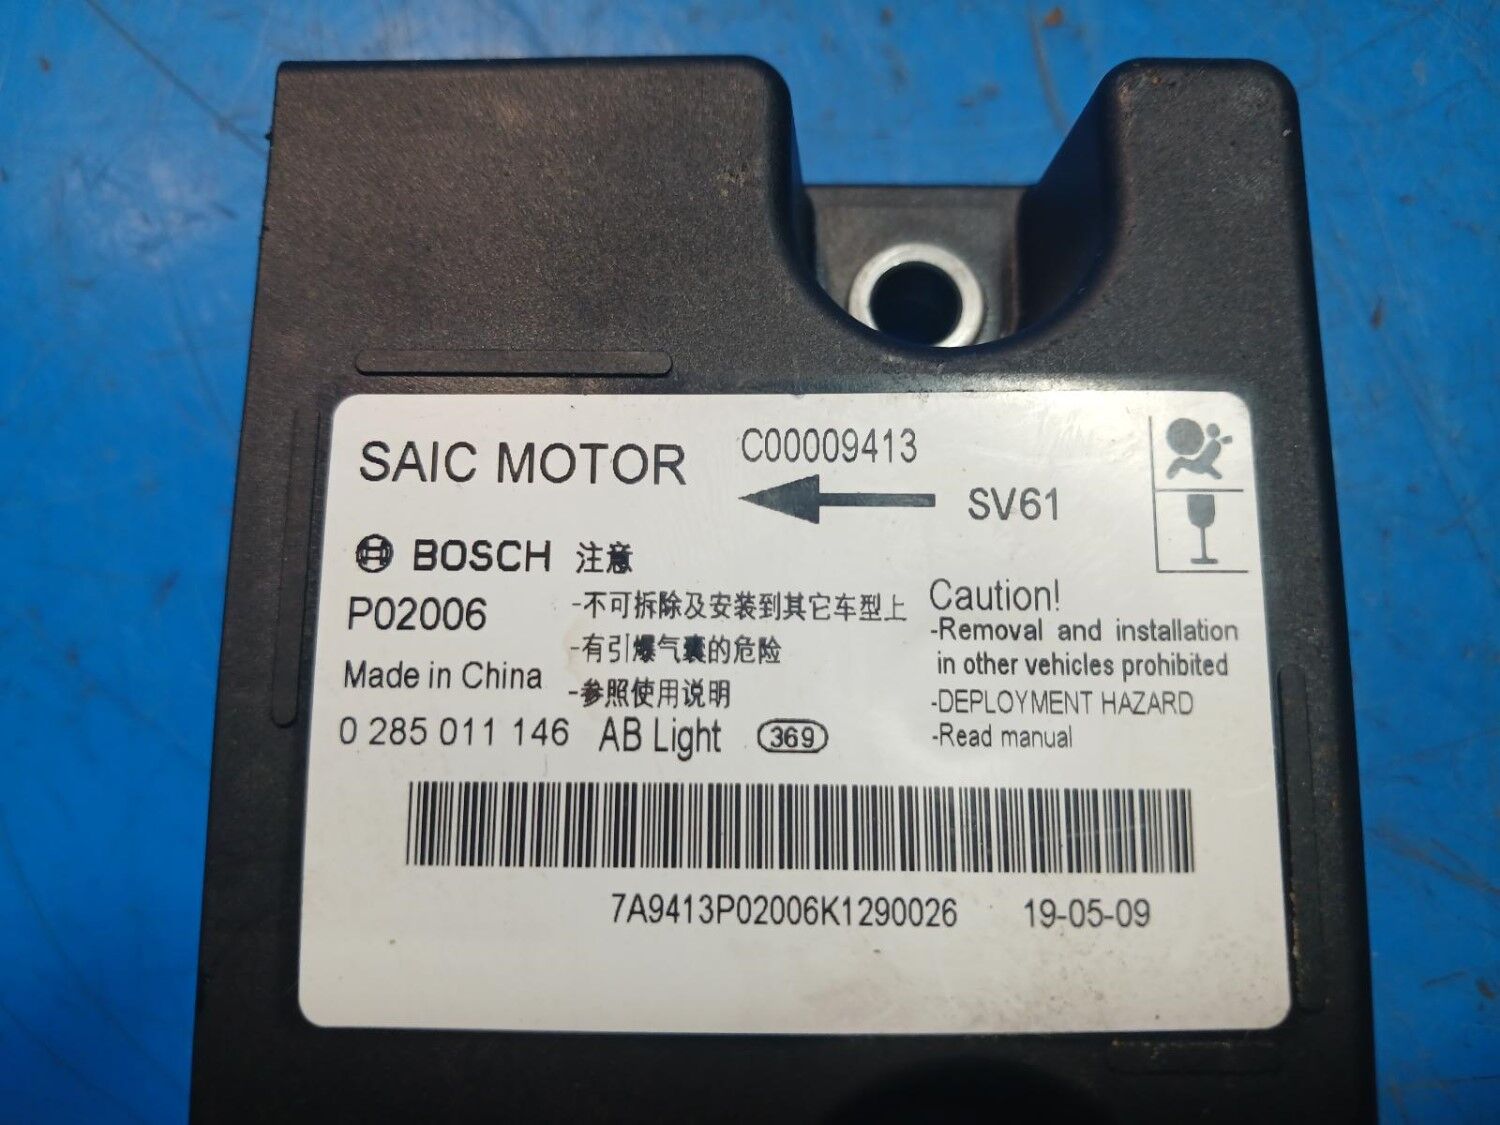 SAIC MOTOR
C00009413
SV61
BOSCH 注意
P02006
-不可拆除及安装到其它车型上
-有引爆气囊的危险
Made in China
-参照使用说明
0 285 011 146 AB Light 369
Caution!
-Removal and installation
in other vehicles prohibited
-DEPLOYMENT HAZARD
-Read manual
7A9413P02006K1290026 19-05-09